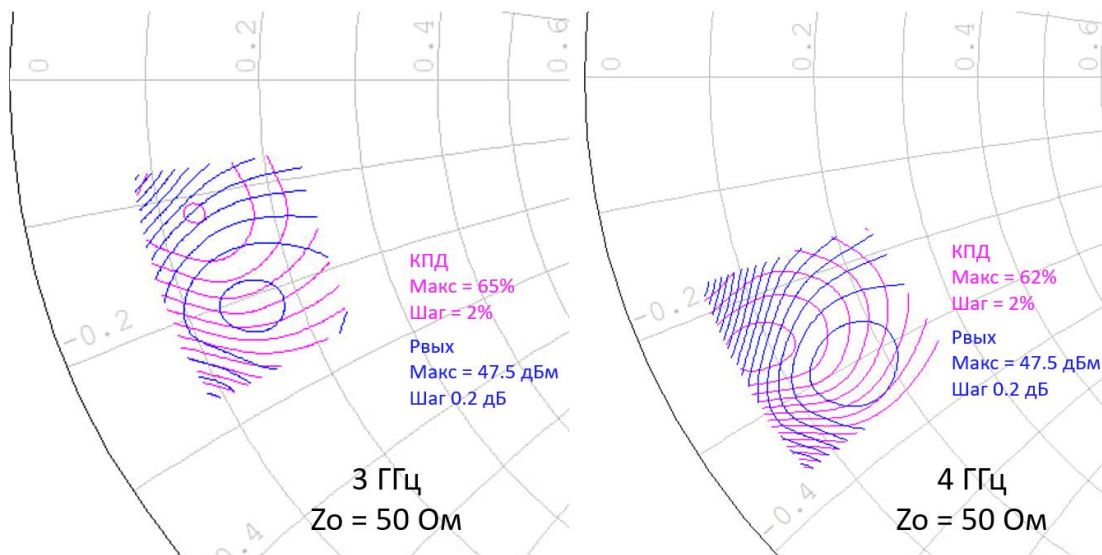 0
0.2
0.4
0.6
-0.2
-0.4
КПД
Макс = 65%
Шаг = 2%
Рвых
Макс = 47.5 дБм
Шаг 0.2 дБ
3 ГГц
Zo = 50 Ом
0
0.2
0.4
0.6
-0.4
КПД
Макс = 62%
Шаг = 2%
Рвых
Макс = 47.5 дБм
Шаг 0.2 дБ
4 ГГц
Zo = 50 Ом